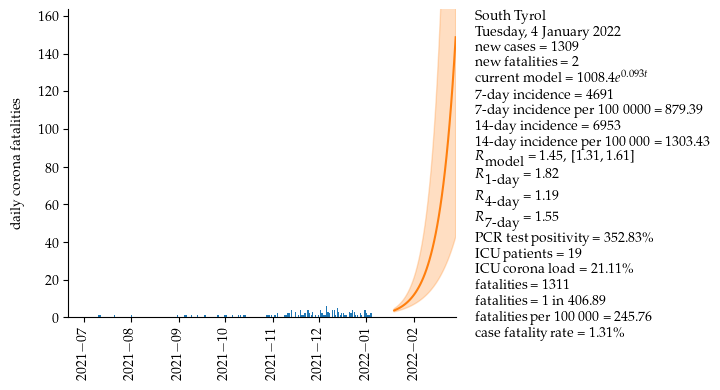 160
140
120
100
80
60
40
20
0
daily corona fatalities
2021−07
2021−08
2021−09
2021−10
2021−11
2021−12
2022−01
2022−02
South Tyrol
Tuesday, 4 January 2022
new cases = 1309
new fatalities = 2
current model = 1008.4e^0.093t
7-day incidence = 4691
7-day incidence per 100 0000 = 879.39
14-day incidence = 6953
14-day incidence per 100 000 = 1303.43
R_model = 1.45, [1.31, 1.61]
R_1-day = 1.82
R_4-day = 1.19
R_7-day = 1.55
PCR test positivity = 352.83%
ICU patients = 19
ICU corona load = 21.11%
fatalities = 1311
fatalities = 1 in 406.89
fatalities per 100 000 = 245.76
case fatality rate = 1.31%